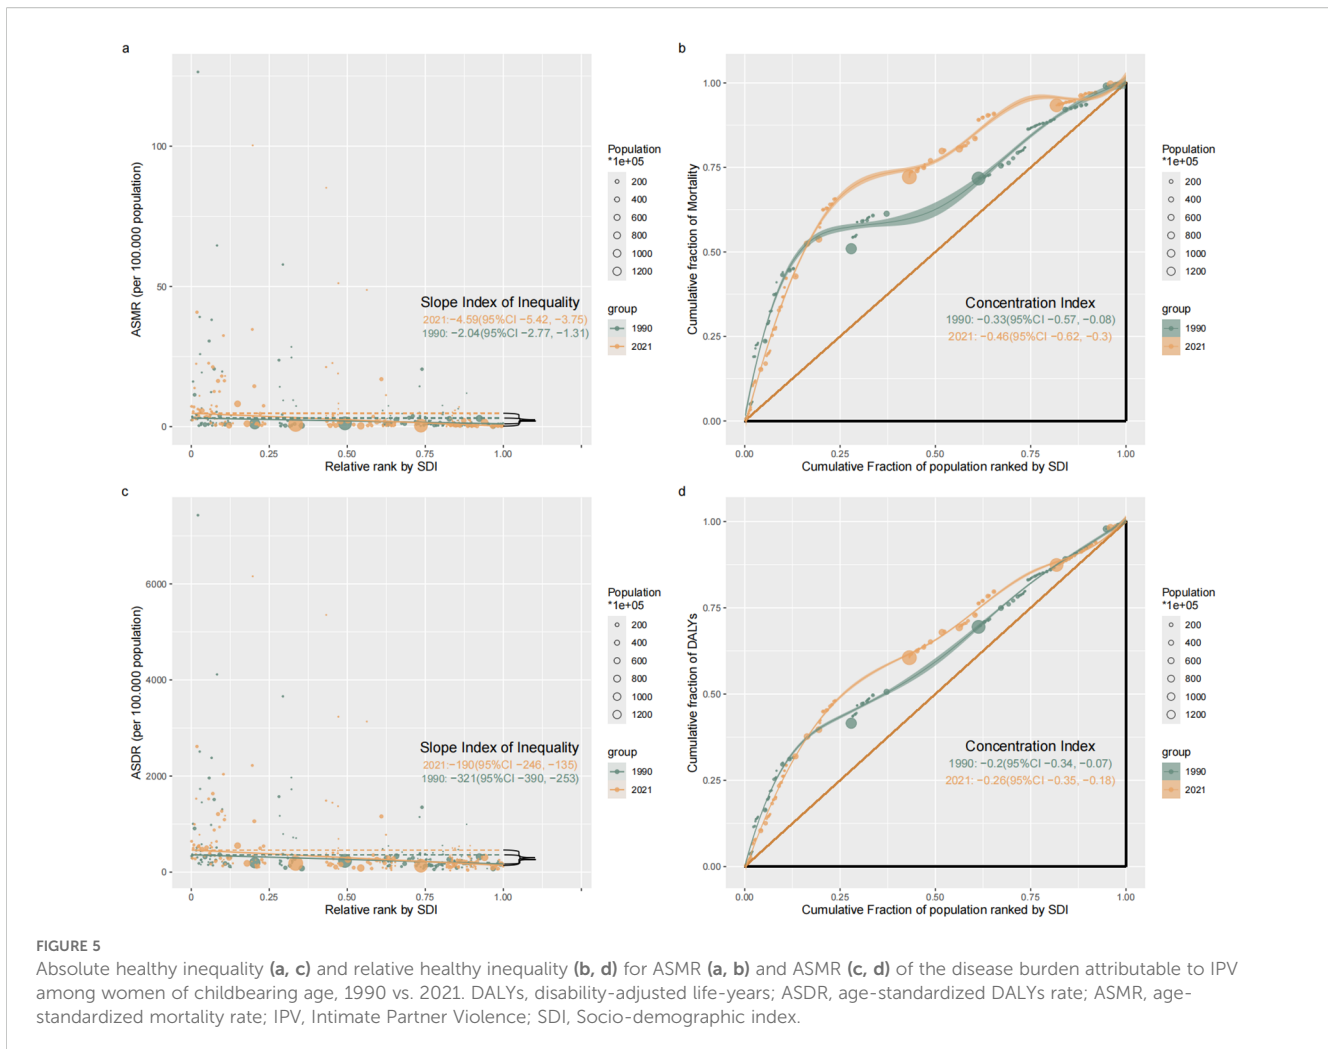 a
ASMR (per 100.000 population)
100
50
0
Slope Index of Inequality
2021:−4.59(95%CI −5.42, −3.75)
1990: −2.04(95%CI −2.77, −1.31)
0
0.25
0.50
0.75
1.00
Relative rank by SDI
Population
*1e+05
200
400
600
800
1000
1200
group
1990
2021
b
Cumulative fraction of Mortality
1.00
0.75
0.50
0.25
0.00
Concentration Index
1990: −0.33(95%CI −0.57, −0.08)
2021: −0.46(95%CI −0.62, −0.3)
0.00
0.25
0.50
0.75
1.00
Cumulative Fraction of population ranked by SDI
Population
*1e+05
200
400
600
800
1000
1200
group
1990
2021
c
ASDR (per 100.000 population)
6000
4000
2000
0
Slope Index of Inequality
2021:−190(95%CI −246, −135)
1990: −321(95%CI −390, −253)
0
0.25
0.50
0.75
1.00
Relative rank by SDI
Population
*1e+05
200
400
600
800
1000
1200
group
1990
2021
d
Cumulative fraction of DALYs
1.00
0.75
0.50
0.25
0.00
Concentration Index
1990: −0.2(95%CI −0.34, −0.07)
2021: −0.26(95%CI −0.35, −0.18)
0.00
0.25
0.50
0.75
1.00
Cumulative Fraction of population ranked by SDI
Population
*1e+05
200
400
600
800
1000
1200
group
1990
2021
FIGURE 5
Absolute healthy inequality (a, c) and relative healthy inequality (b, d) for ASMR (a, b) and ASMR (c, d) of the disease burden attributable to IPV
among women of childbearing age, 1990 vs. 2021. DALYs, disability-adjusted life-years; ASDR, age-standardized DALYs rate; ASMR, age-
standardized mortality rate; IPV, Intimate Partner Violence; SDI, Socio-demographic index.